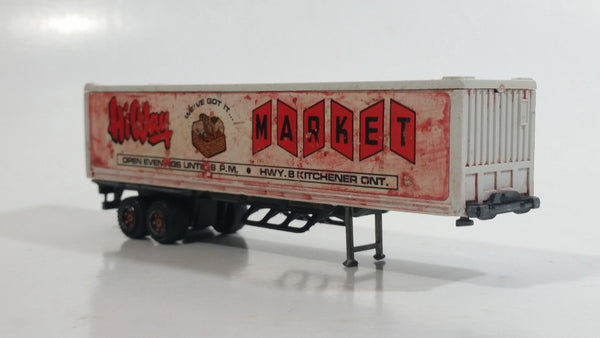 Hi Way
WE'VE GOT IT...
MARKET
OPEN EVENINGS UNTIL 9 P.M. • HWY. 8 KITCHENER ONT.